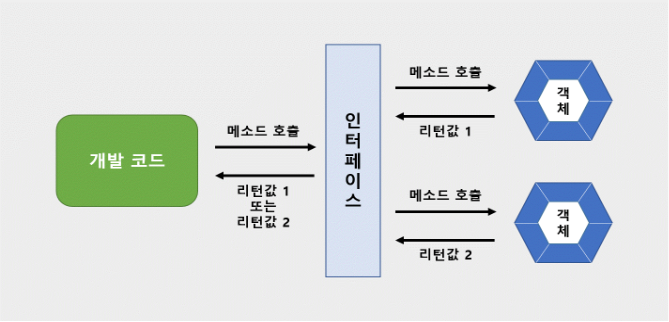 개발 코드
메소드 호출
리턴값 1
또는
리턴값 2
인터페이스
메소드 호출
리턴값 1
객체
메소드 호출
리턴값 2
객체